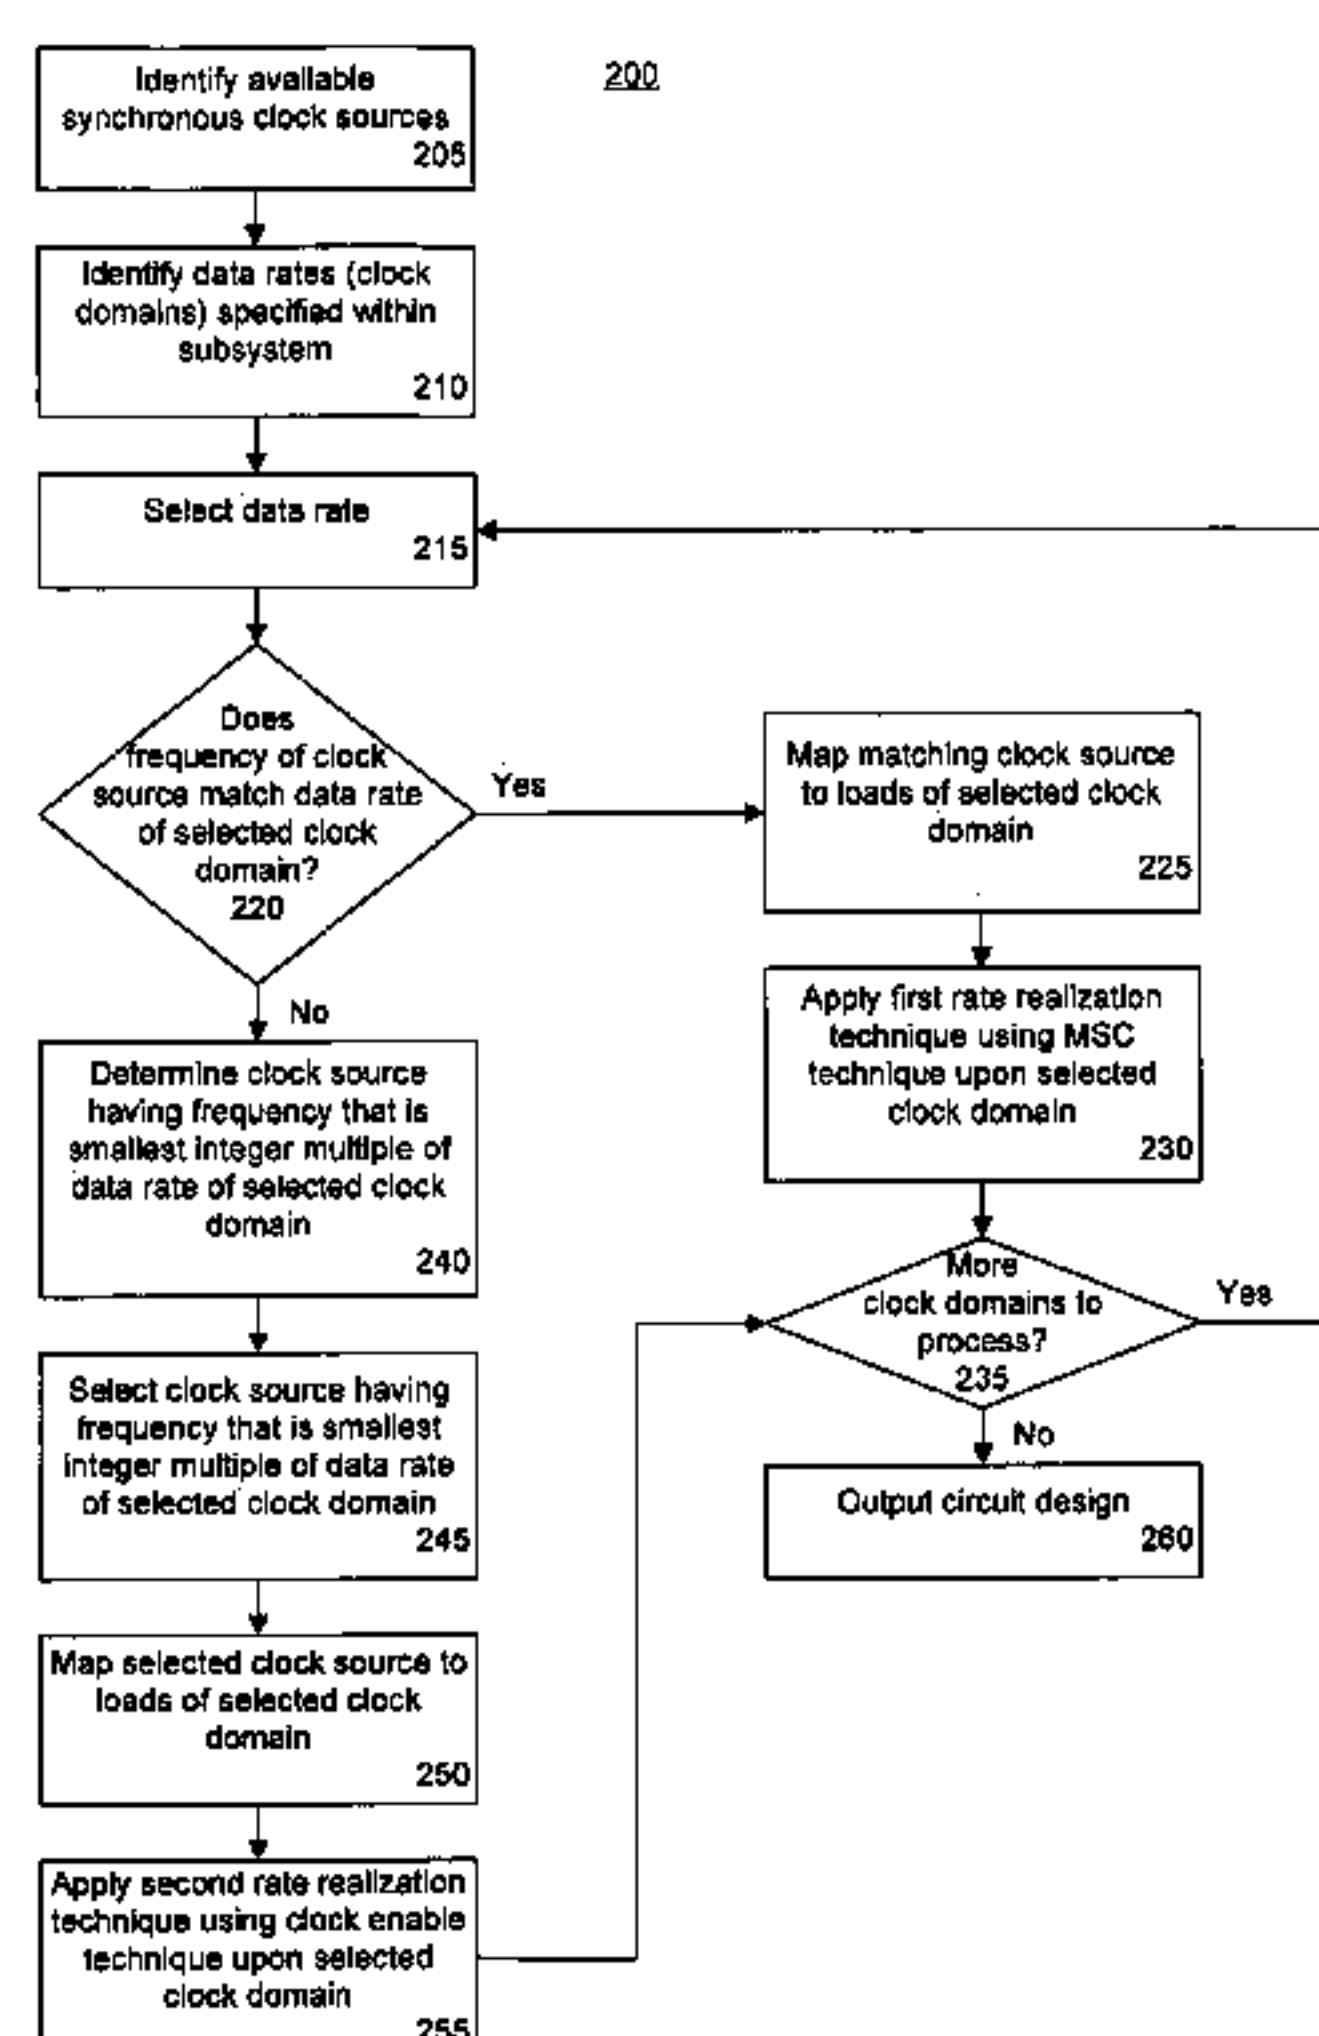 200
Identify available
synchronous clock sources
205
Identify data rates (clock
domains) specified within
subsystem
210
Select data rate
215
Does
frequency of clock
source match data rate
of selected clock
domain?
220
Yes
Map matching clock source
to loads of selected clock
domain
225
Apply first rate realization
technique using MSC
technique upon selected
clock domain
230
More
clock domains to
process?
235
Yes
No
Output circuit design
260
No
Determine clock source
having frequency that is
smallest integer multiple of
data rate of selected clock
domain
240
Select clock source having
frequency that is smallest
integer multiple of data rate
of selected clock domain
245
Map selected clock source to
loads of selected clock
domain
250
Apply second rate realization
technique using clock enable
technique upon selected
clock domain
255